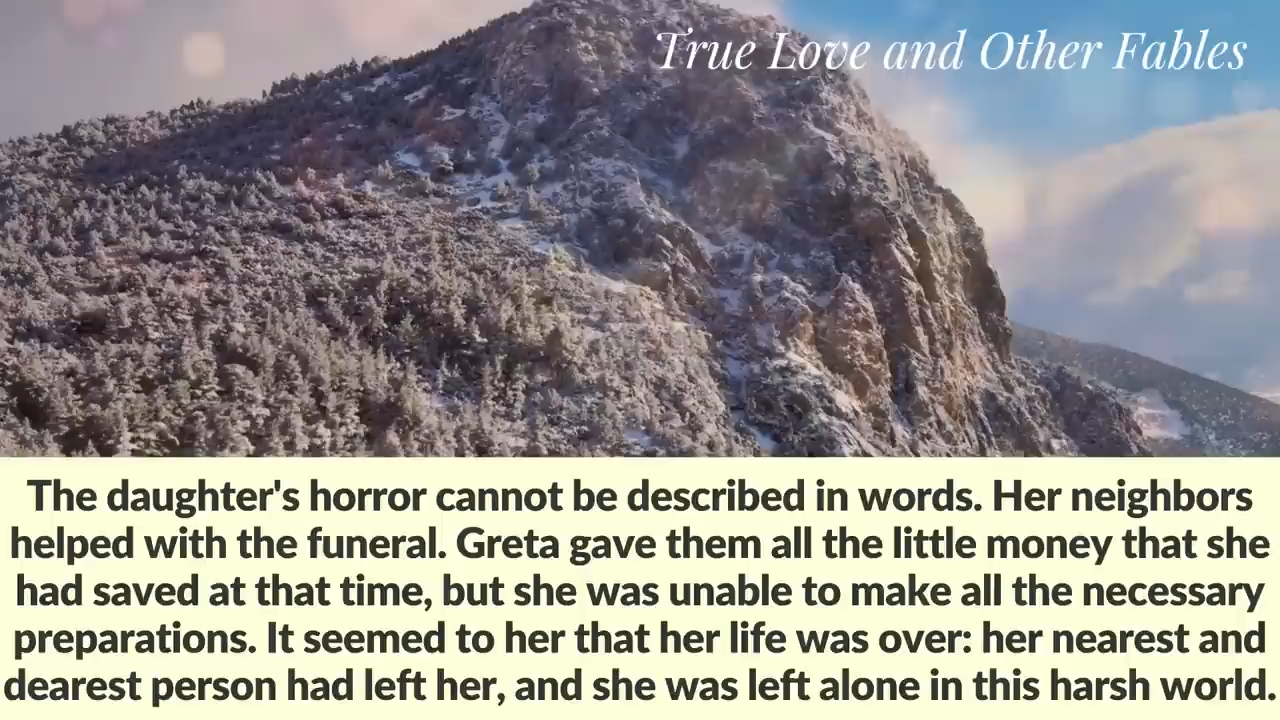 True Love and Other Fables
The daughter's horror cannot be described in words. Her neighbors
helped with the funeral. Greta gave them all the little money that she
had saved at that time, but she was unable to make all the necessary
preparations. It seemed to her that her life was over: her nearest and
dearest person had left her, and she was left alone in this harsh world.